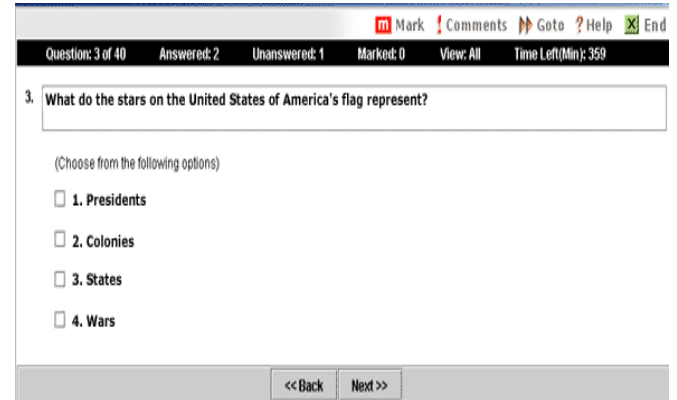 m Mark ! Comments Goto ? Help X End
Question: 3 of 40 Answered: 2 Unanswered: 1 Marked: 0 View: All Time Left(Min): 359
3. What do the stars on the United States of America's flag represent?
(Choose from the following options)
1. Presidents
2. Colonies
3. States
4. Wars
<< Back Next >>